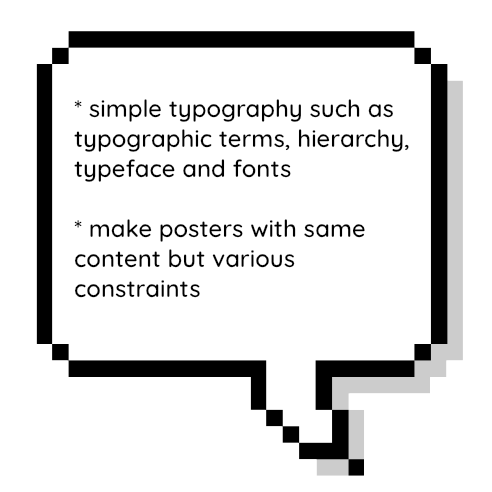 * simple typography such as
typographic terms, hierarchy,
typeface and fonts
* make posters with same
content but various
constraints